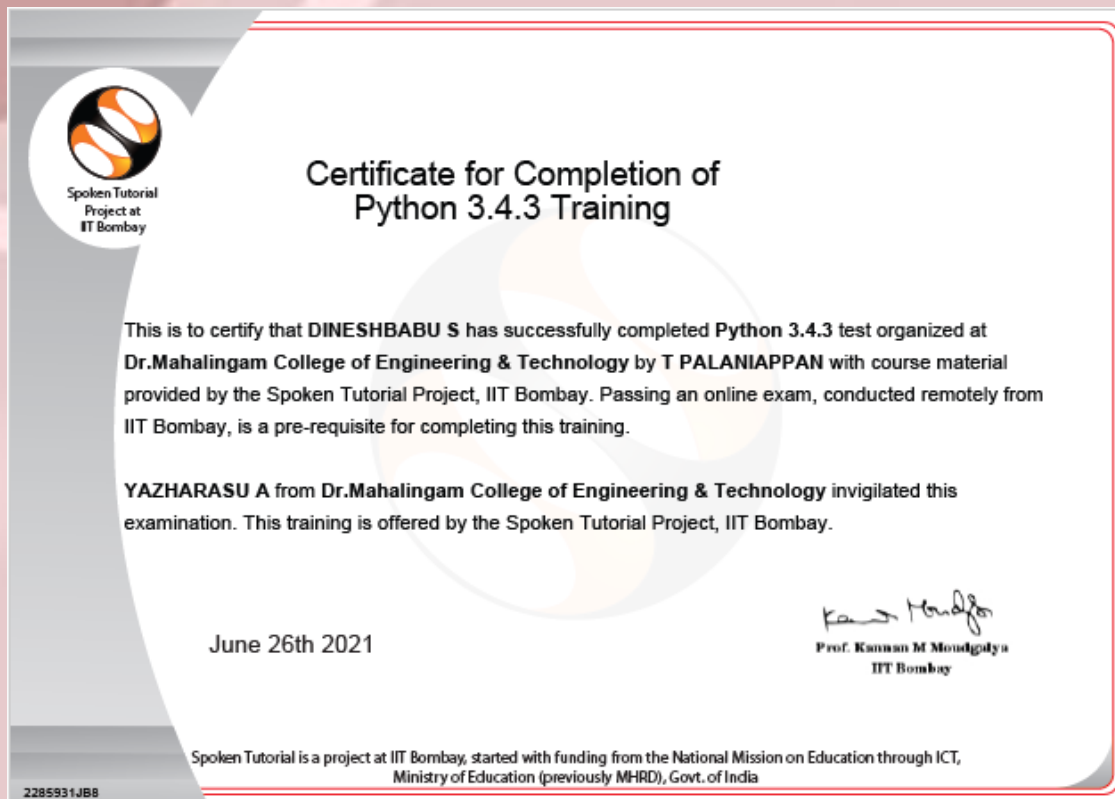 Spoken Tutorial
Project at
IIT Bombay
Certificate for Completion of
Python 3.4.3 Training
This is to certify that DINESHBABU S has successfully completed Python 3.4.3 test organized at
Dr.Mahalingam College of Engineering & Technology by T PALANIAPPAN with course material
provided by the Spoken Tutorial Project, IIT Bombay. Passing an online exam, conducted remotely from
IIT Bombay, is a pre-requisite for completing this training.
YAZHARASU A from Dr.Mahalingam College of Engineering & Technology invigilated this
examination. This training is offered by the Spoken Tutorial Project, IIT Bombay.
June 26th 2021
Prof. Kannan M Moudgalya
IIT Bombay
Spoken Tutorial is a project at IIT Bombay, started with funding from the National Mission on Education through ICT,
Ministry of Education (previously MHRD), Govt. of India
2285931JB8